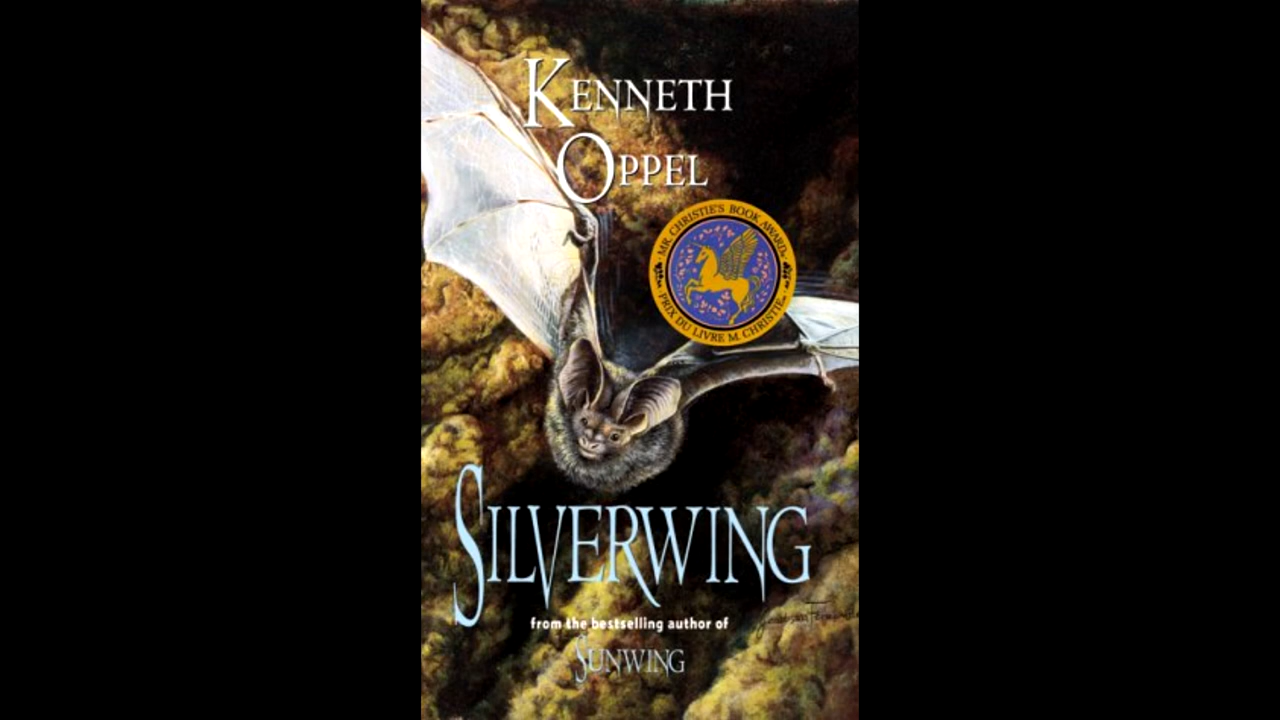 KENNETH
OPPEL
MR. CHRISTIE'S BOOK AWARD
PRIX DU LIVRE M. CHRISTIE
SILVERWING
from the bestselling author of
SUNWING